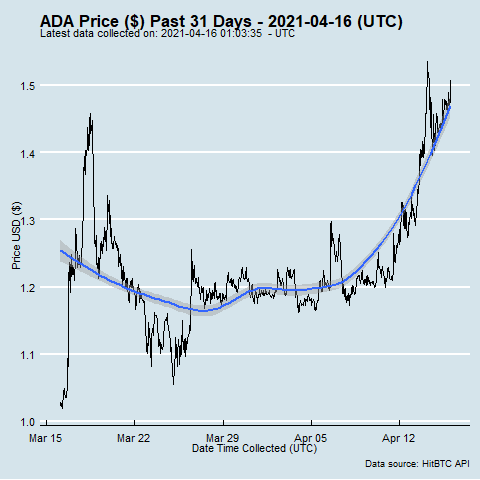 ADA Price ($) Past 31 Days - 2021-04-16 (UTC)
Latest data collected on: 2021-04-16 01:03:35  - UTC
Price USD ($)
1.5
1.4
1.3
1.2
1.1
1.0
Mar 15
Mar 22
Mar 29
Apr 05
Apr 12
Date Time Collected (UTC)
Data source: HitBTC API